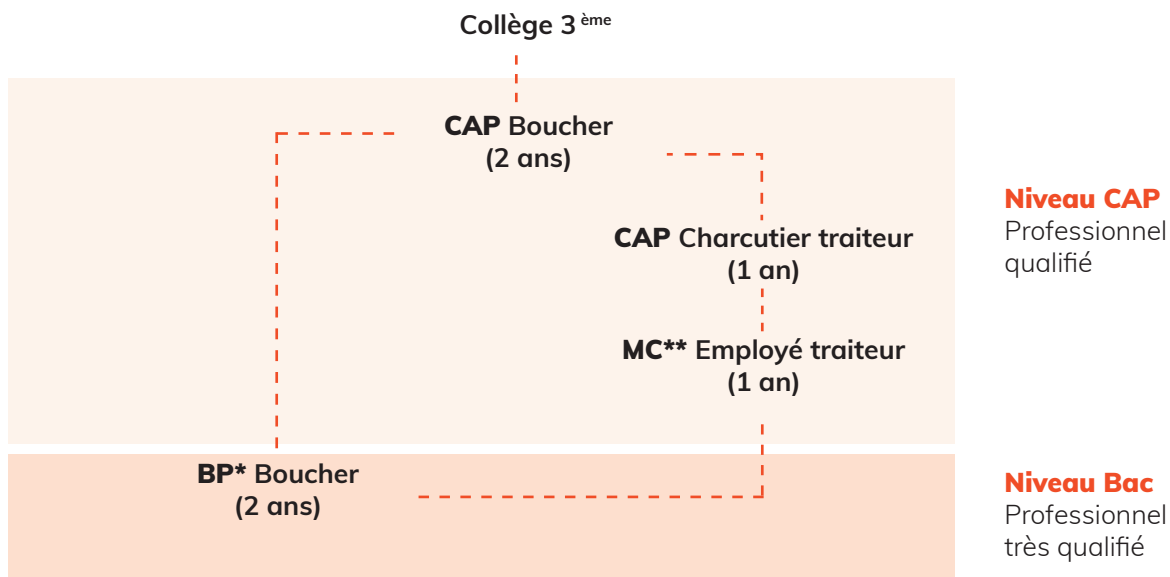 Collège 3 ème
CAP Boucher
(2 ans)
CAP Charcutier traiteur
(1 an)
MC** Employé traiteur
(1 an)
Niveau CAP
Professionnel
qualifié
BP* Boucher
(2 ans)
Niveau Bac
Professionnel
très qualifié